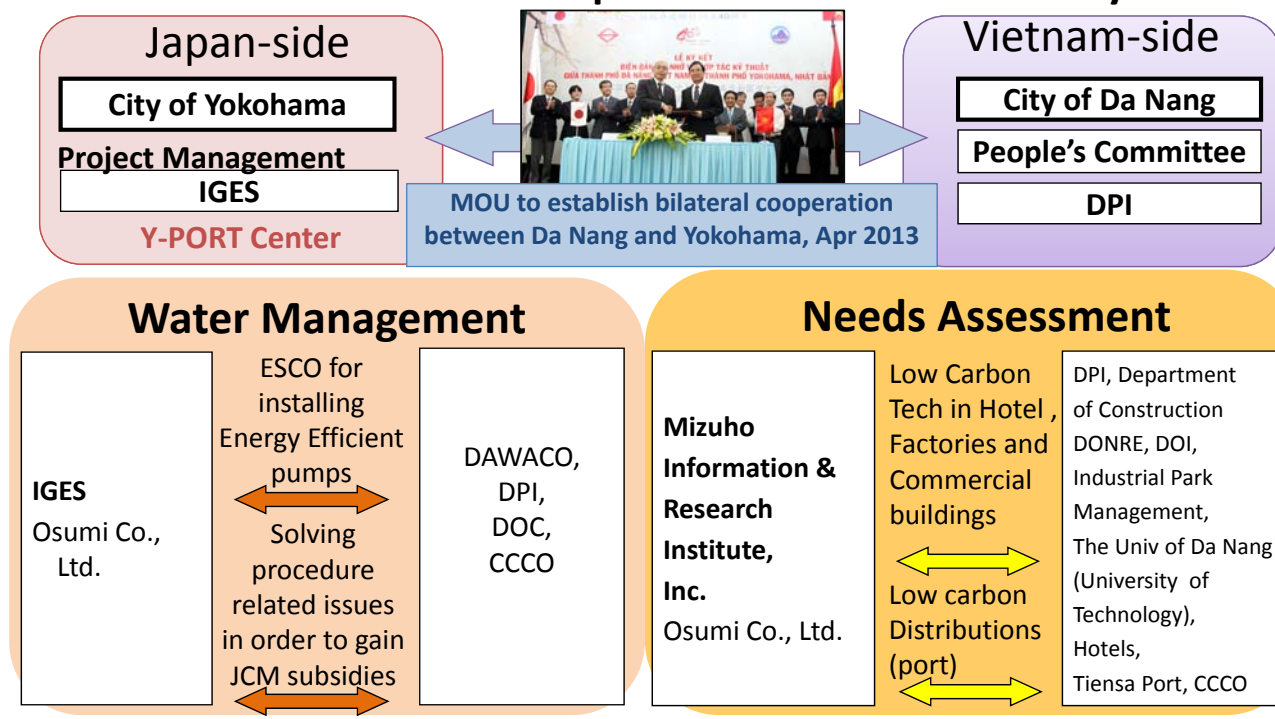 Japan-side
City of Yokohama
Project Management
IGES
Y-PORT Center
LỄ KÝ KẾT
MOU to establish bilateral cooperation
between Da Nang and Yokohama, Apr 2013
Vietnam-side
City of Da Nang
People's Committee
DPI
Water Management
IGES
Osumi Co.,
Ltd.
ESCO for
installing
Energy Efficient
pumps
Solving
procedure
related issues
in order to gain
JCM subsidies
DAWACO,
DPI,
DOC,
CCCO
Needs Assessment
Mizuho
Information &
Research
Institute,
Inc.
Osumi Co., Ltd.
Low Carbon
Tech in Hotel ,
Factories and
Commercial
buildings
Low carbon
Distributions
(port)
DPI, Department
of Construction
DONRE, DOI,
Industrial Park
Management,
The Univ of Da Nang
(University of
Technology),
Hotels,
Tiensa Port, CCCO